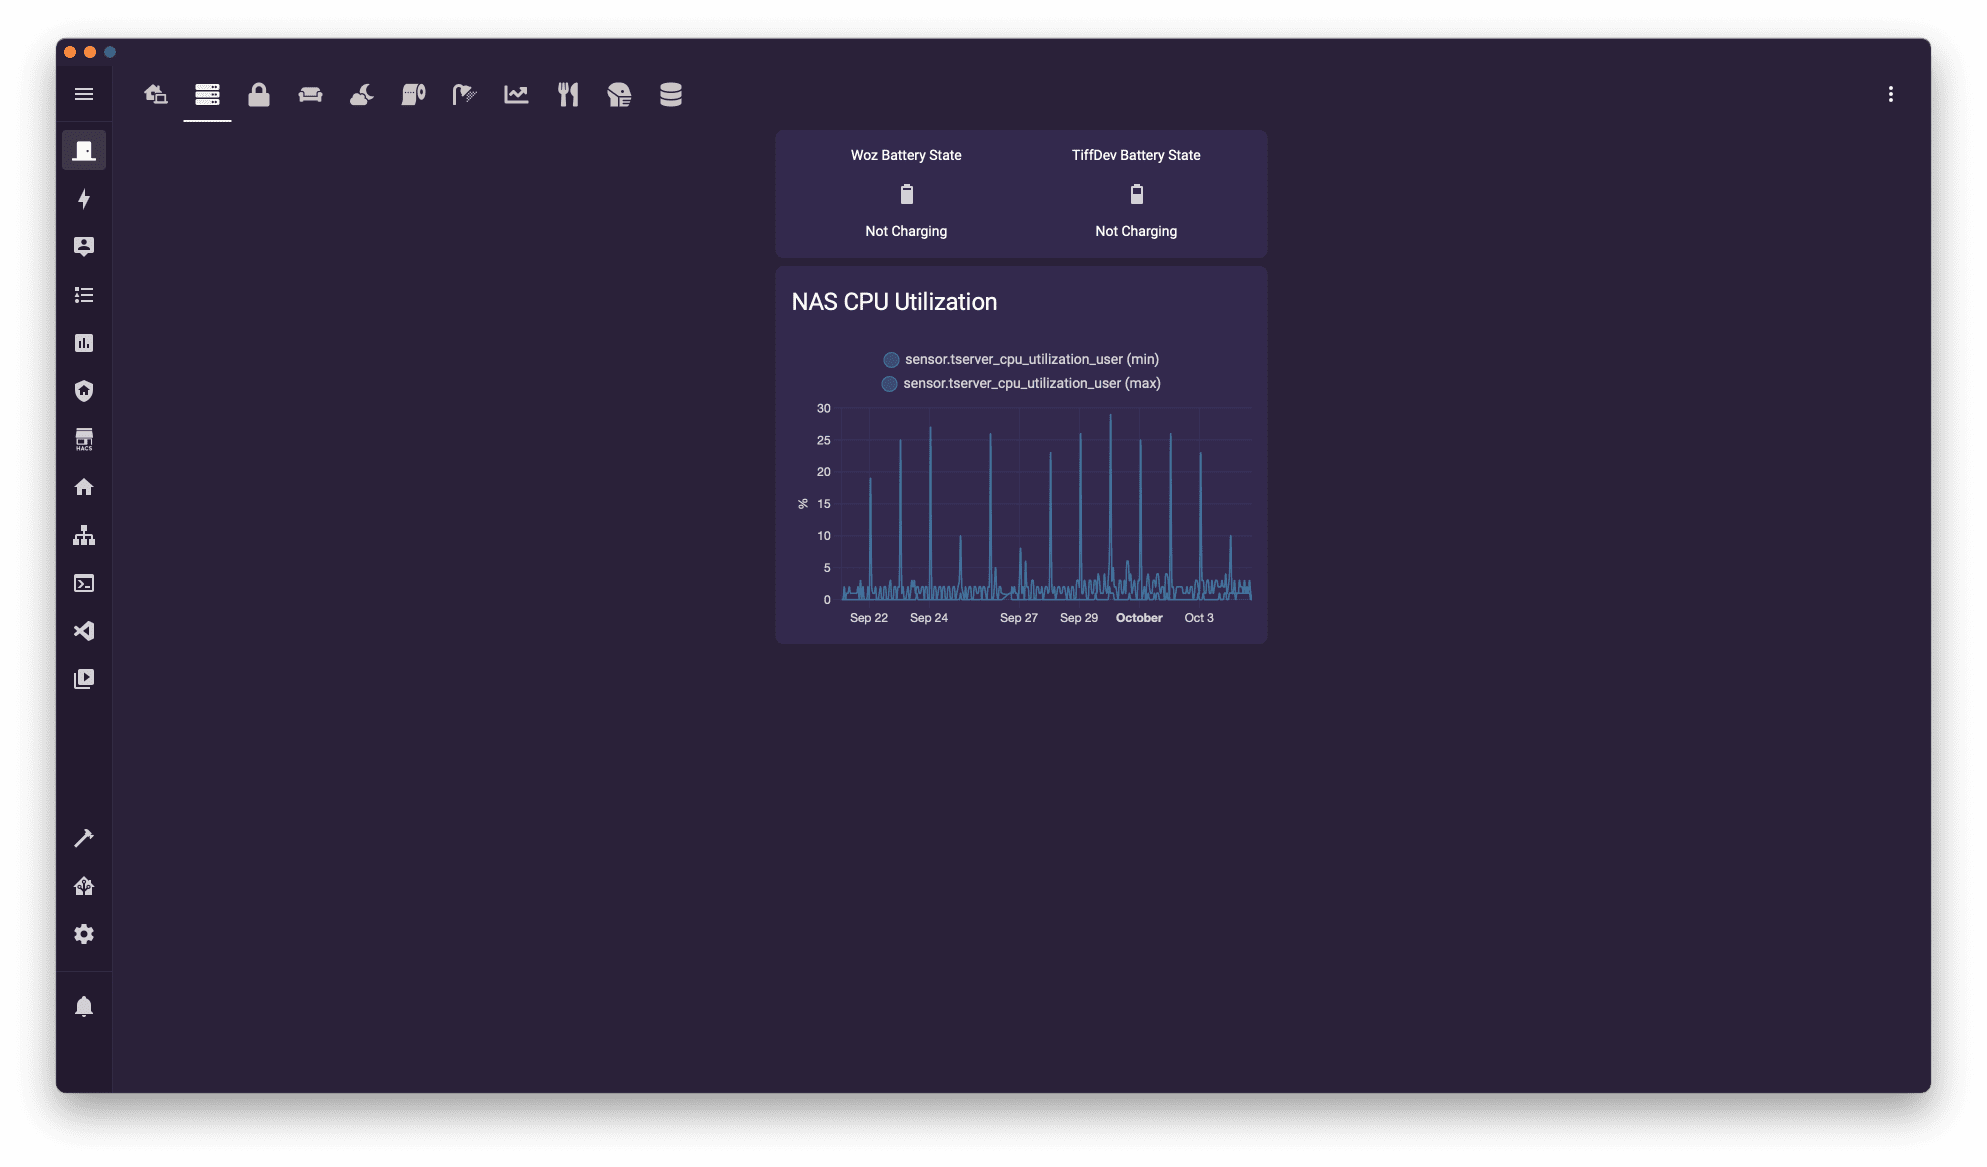 Woz Battery State
TiffDev Battery State
Not Charging
Not Charging
NAS CPU Utilization
sensor.tserver_cpu_utilization_user (min)
sensor.tserver_cpu_utilization_user (max)
30
25
20
%
15
10
5
0
Sep 22 Sep 24 Sep 27 Sep 29 October Oct 3
HACS